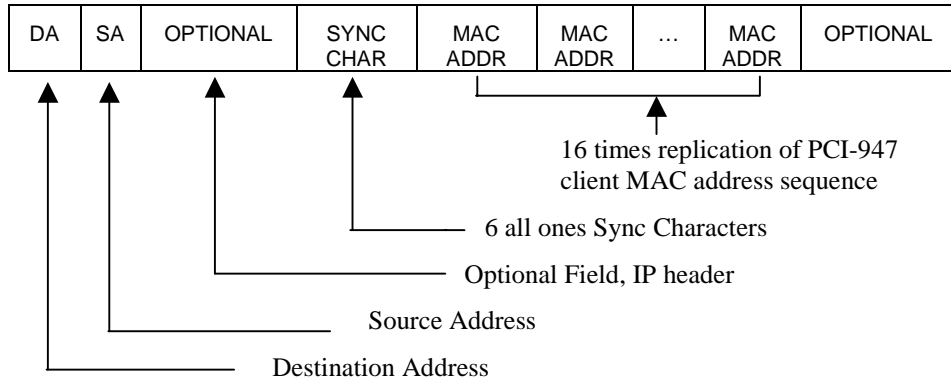 DA SA OPTIONAL SYNC CHAR MAC ADDR MAC ADDR … MAC ADDR OPTIONAL
16 times replication of PCI-947
client MAC address sequence
6 all ones Sync Characters
Optional Field, IP header
Source Address
Destination Address